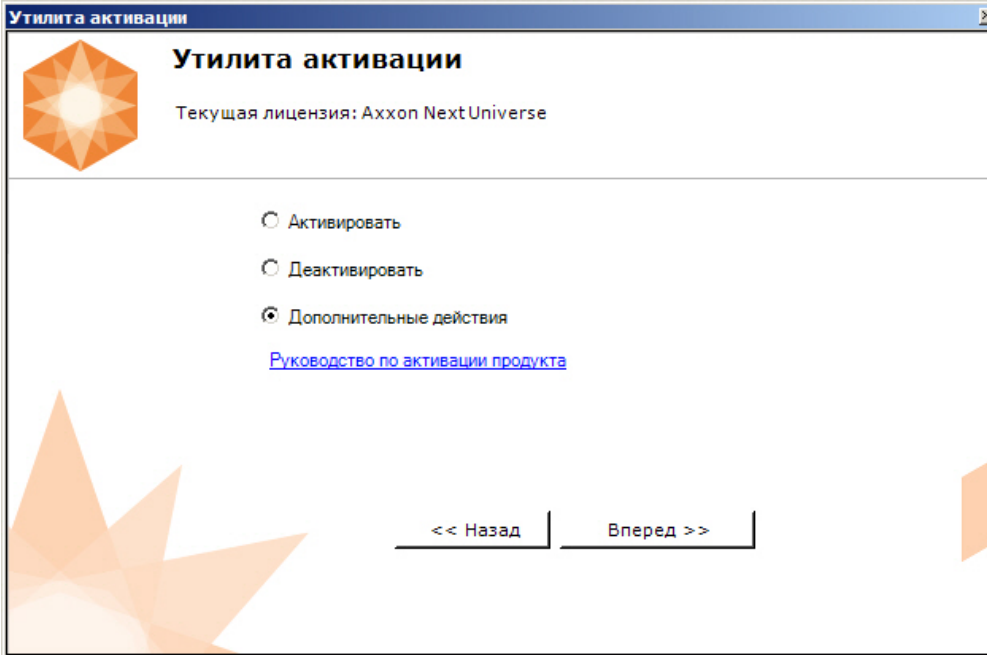 Утилита активации
Утилита активации
Текущая лицензия: Axxon Next Universe
Активировать
Деактивировать
Дополнительные действия
Руководство по активации продукта
<< Назад
Вперед >>